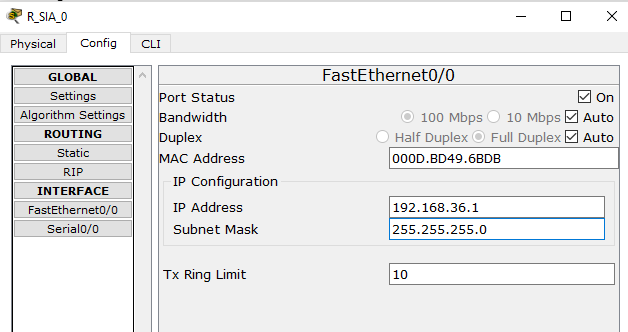 R_SIA_0
Physical Config CLI
GLOBAL
Settings
Algorithm Settings
ROUTING
Static
RIP
INTERFACE
FastEthernet0/0
Serial0/0
FastEthernet0/0
Port Status On
Bandwidth 100 Mbps 10 Mbps Auto
Duplex Half Duplex Full Duplex Auto
MAC Address 000D.BD49.6BDB
IP Configuration
IP Address 192.168.36.1
Subnet Mask 255.255.255.0
Tx Ring Limit 10